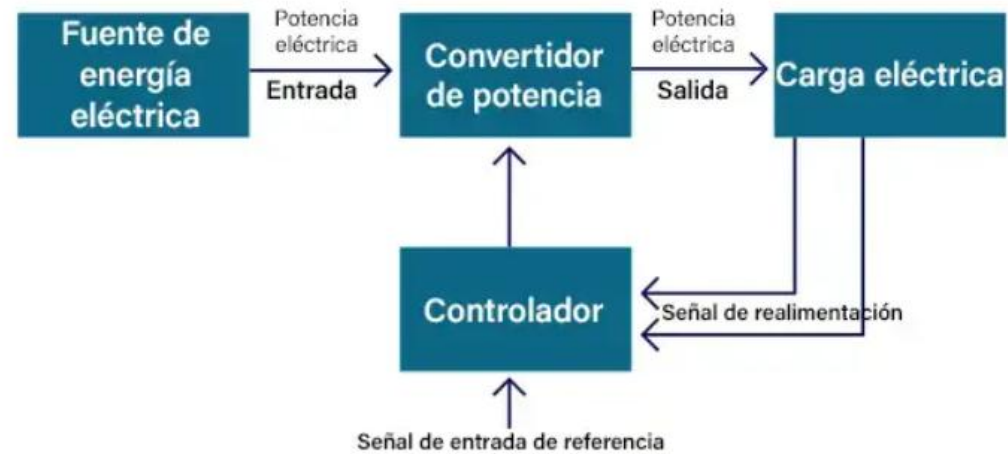 Fuente de
energía
eléctrica
Potencia
eléctrica
Entrada
Convertidor
de potencia
Potencia
eléctrica
Salida
Carga eléctrica
Controlador
Señal de realimentación
Señal de entrada de referencia